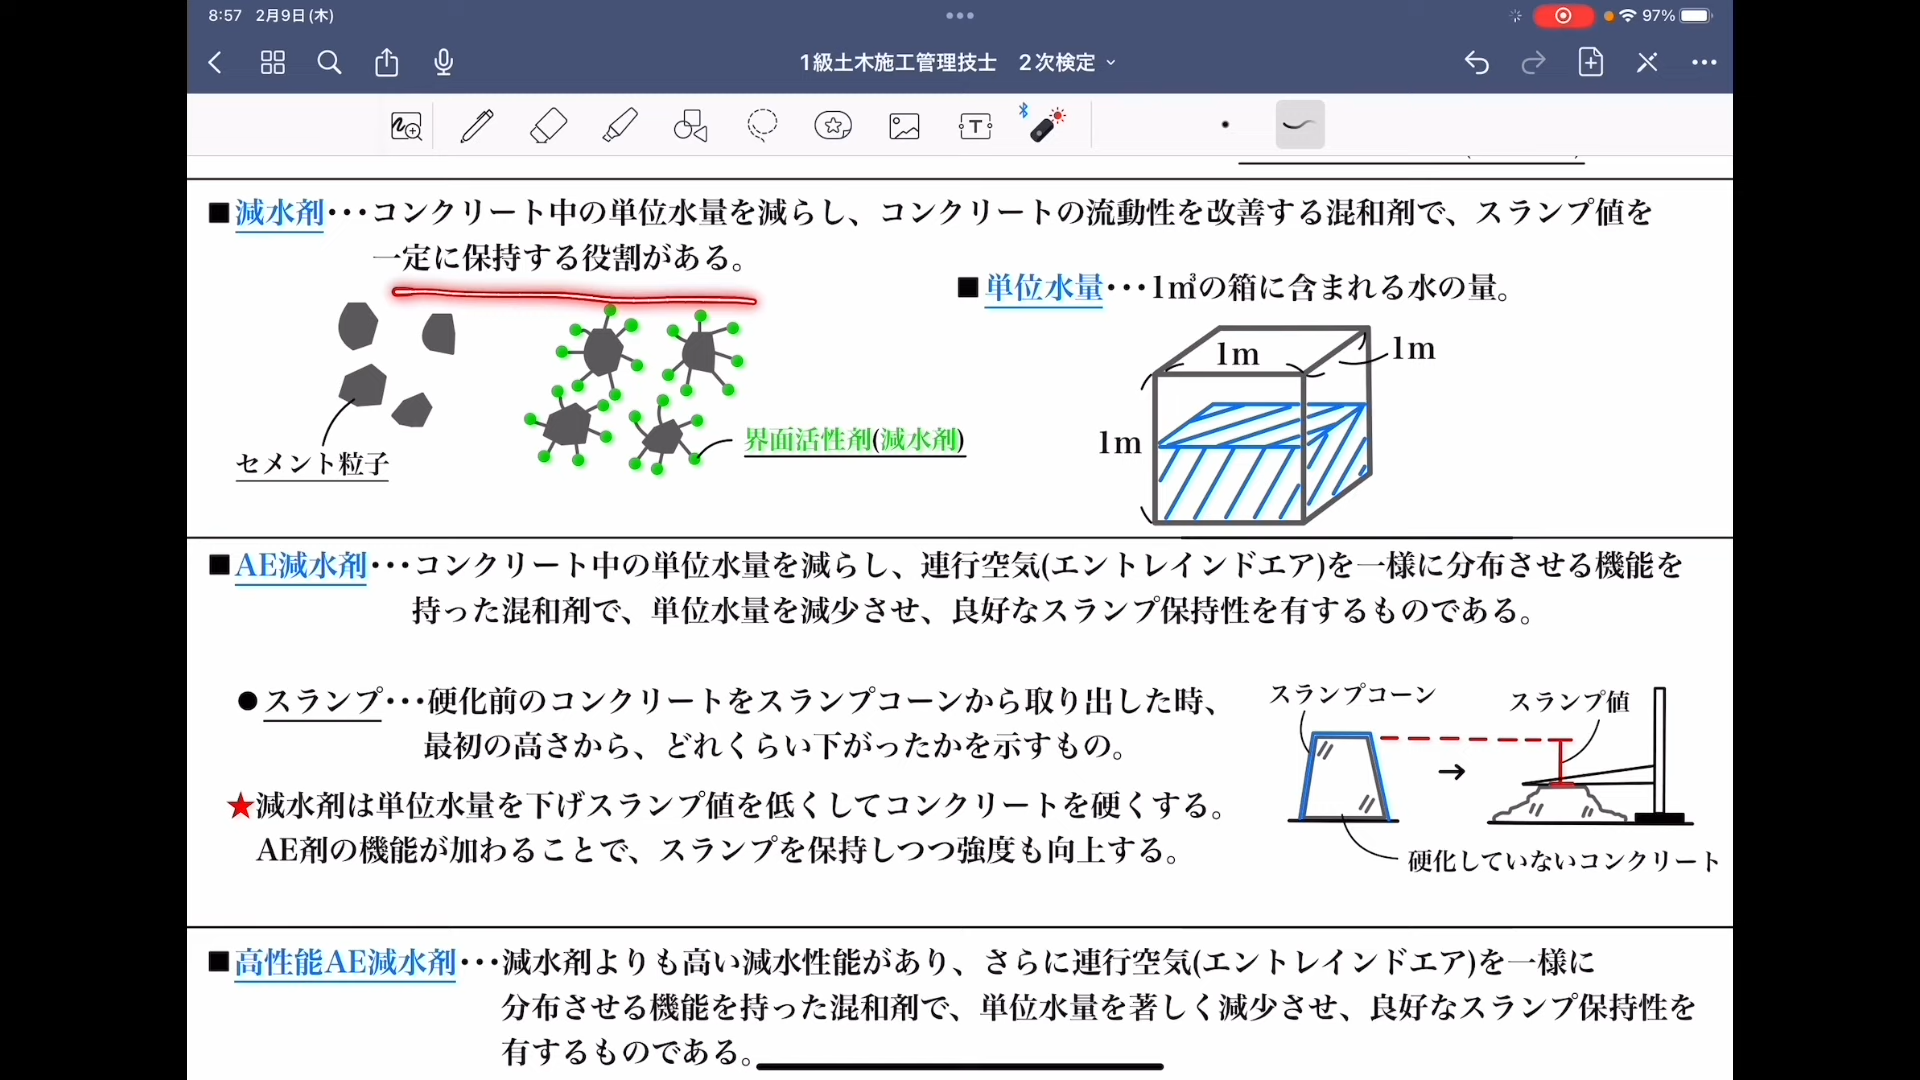 8:57 2月9日(木)
97%
1級土木施工管理技士 2次検定
■減水剤･･･コンクリート中の単位水量を減らし、コンクリートの流動性を改善する混和剤で、スランプ値を
一定に保持する役割がある。
■単位水量･･･1㎥の箱に含まれる水の量。
1m
1m
1m
界面活性剤(減水剤)
セメント粒子
■AE減水剤･･･コンクリート中の単位水量を減らし、連行空気(エントレインドエア)を一様に分布させる機能を
持った混和剤で、単位水量を減少させ、良好なスランプ保持性を有するものである。
●スランプ･･･硬化前のコンクリートをスランプコーンから取り出した時、
最初の高さから、どれくらい下がったかを示すもの。
スランプコーン
スランプ値
→
硬化していないコンクリート
★減水剤は単位水量を下げスランプ値を低くしてコンクリートを硬くする。
AE剤の機能が加わることで、スランプを保持しつつ強度も向上する。
■高性能AE減水剤･･･減水剤よりも高い減水性能があり、さらに連行空気(エントレインドエア)を一様に
分布させる機能を持った混和剤で、単位水量を著しく減少させ、良好なスランプ保持性を
有するものである。